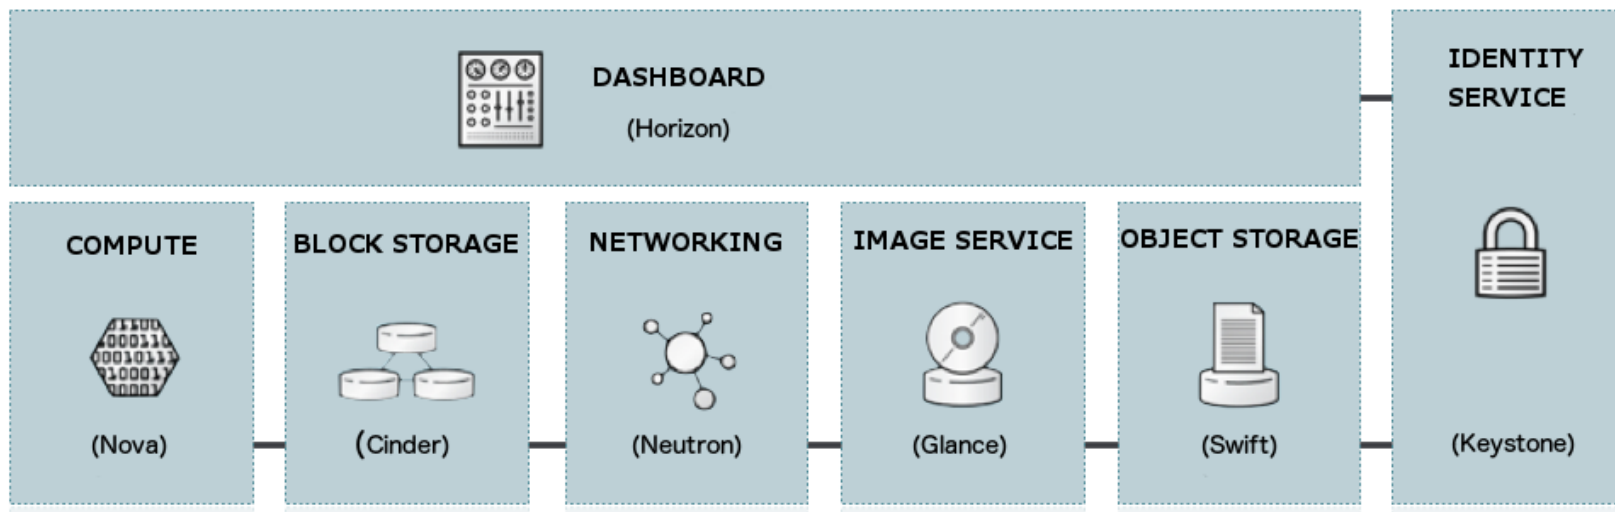 DASHBOARD
(Horizon)
IDENTITY
SERVICE
(Keystone)
COMPUTE
(Nova)
BLOCK STORAGE
(Cinder)
NETWORKING
(Neutron)
IMAGE SERVICE
(Glance)
OBJECT STORAGE
(Swift)